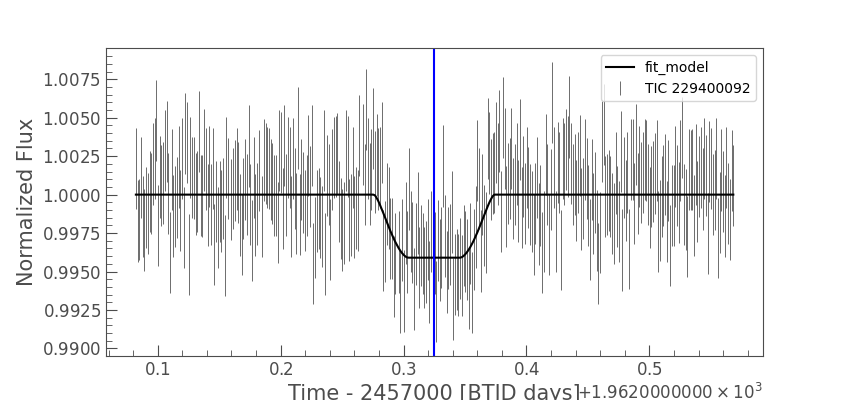 fit_model
TIC 229400092
Normalized Flux
1.0075
1.0050
1.0025
1.0000
0.9975
0.9950
0.9925
0.9900
0.1 0.2 0.3 0.4 0.5
Time - 2457000 [BTJD days]
+1.9620000000 × 10³